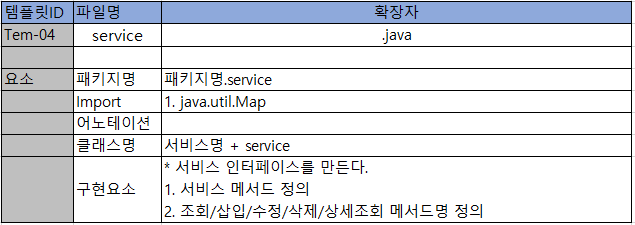 템플릿ID 파일명 확장자
Tem-04 service .java
요소 패키지명 패키지명.service
Import 1. java.util.Map
어노테이션
클래스명 서비스명 + service
* 서비스 인터페이스를 만든다.
구현요소 1. 서비스 메서드 정의
2. 조회/삽입/수정/삭제/상세조회 메서드명 정의